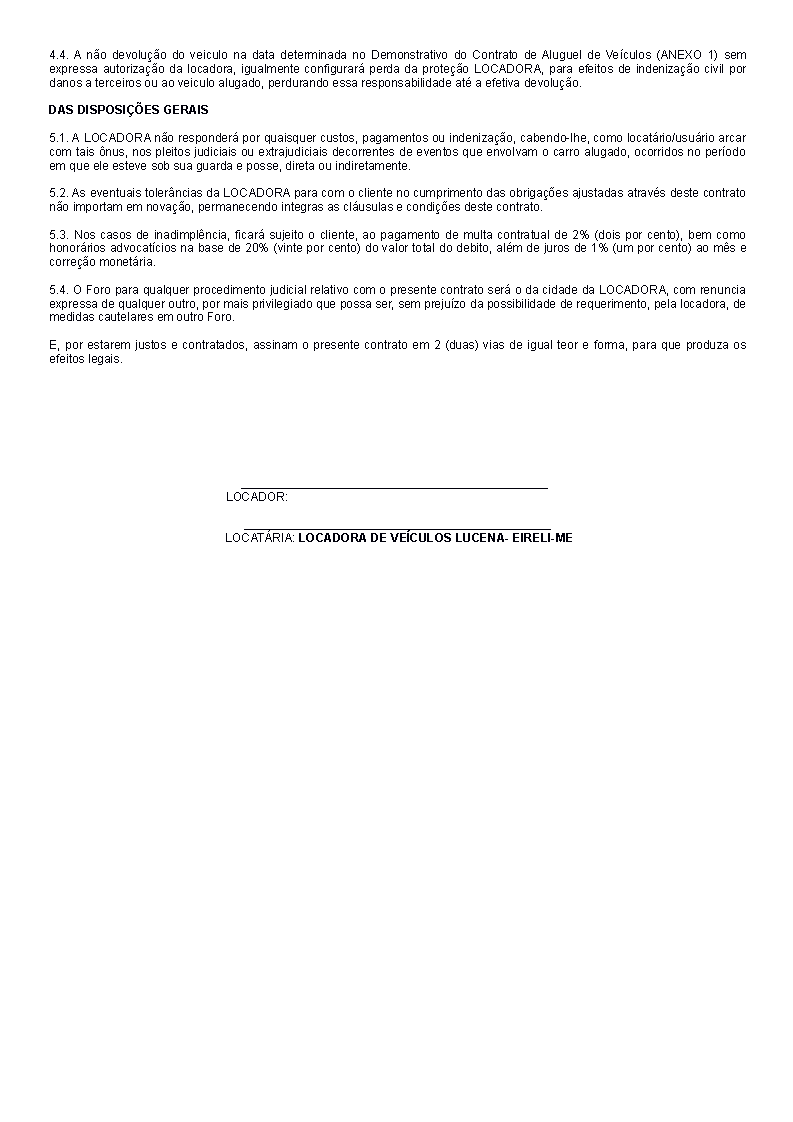 4.4. A não devolução do veiculo na data determinada no Demonstrativo do Contrato de Aluguel de Veículos (ANEXO 1) sem
expressa autorização da locadora, igualmente configurará perda da proteção LOCADORA, para efeitos de indenização civil por
danos a terceiros ou ao veiculo alugado, perdurando essa responsabilidade até a efetiva devolução.
DAS DISPOSIÇÕES GERAIS
5.1. A LOCADORA não responderá por quaisquer custos, pagamentos ou indenização, cabendo-lhe, como locatário/usuário arcar
com tais ônus, nos pleitos judiciais ou extrajudiciais decorrentes de eventos que envolvam o carro alugado, ocorridos no período
em que ele esteve sob sua guarda e posse, direta ou indiretamente.
5.2. As eventuais tolerâncias da LOCADORA para com o cliente no cumprimento das obrigações ajustadas através deste contrato
não importam em novação, permanecendo integras as cláusulas e condições deste contrato.
5.3. Nos casos de inadimplência, ficará sujeito o cliente, ao pagamento de multa contratual de 2% (dois por cento), bem como
honorários advocatícios na base de 20% (vinte por cento) do valor total do debito, além de juros de 1% (um por cento) ao mês e
correção monetária.
5.4. O Foro para qualquer procedimento judicial relativo com o presente contrato será o da cidade da LOCADORA, com renuncia
expressa de qualquer outro, por mais privilegiado que possa ser, sem prejuízo da possibilidade de requerimento, pela locadora, de
medidas cautelares em outro Foro.
E, por estarem justos e contratados, assinam o presente contrato em 2 (duas) vias de igual teor e forma, para que produza os
efeitos legais.
LOCADOR:
LOCATÁRIA: LOCADORA DE VEÍCULOS LUCENA- EIRELI-ME